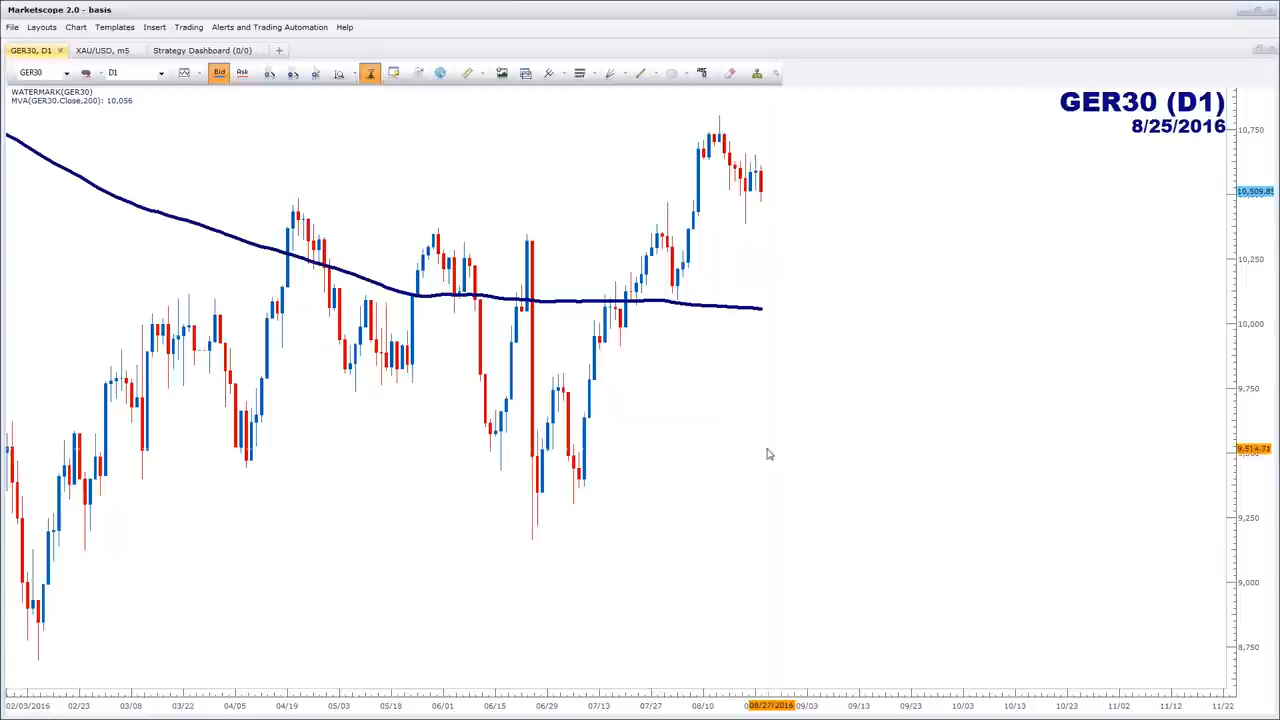 Marketscope 2.0 - basis
File Layouts Chart Templates Insert Trading Alerts and Trading Automation Help
GER30, D1 XAU/USD, m5 Strategy Dashboard (0/0)
GER30 D1 Bid Ask ABC
WATERMARK(GER30)
MVA(GER30.Close,200): 10.056
GER30 (D1)
8/25/2016
10,750
10,509.85
10,250
10,000
9,750
9,514.71
9,250
9,000
8,750
02/03/2016 02/23 03/08 03/22 04/05 04/19 05/03 05/18 06/01 06/15 06/29 07/13 07/27 08/10 08/27/2016 09/03 09/13 09/23 10/03 10/13 10/23 11/02 11/12 11/22